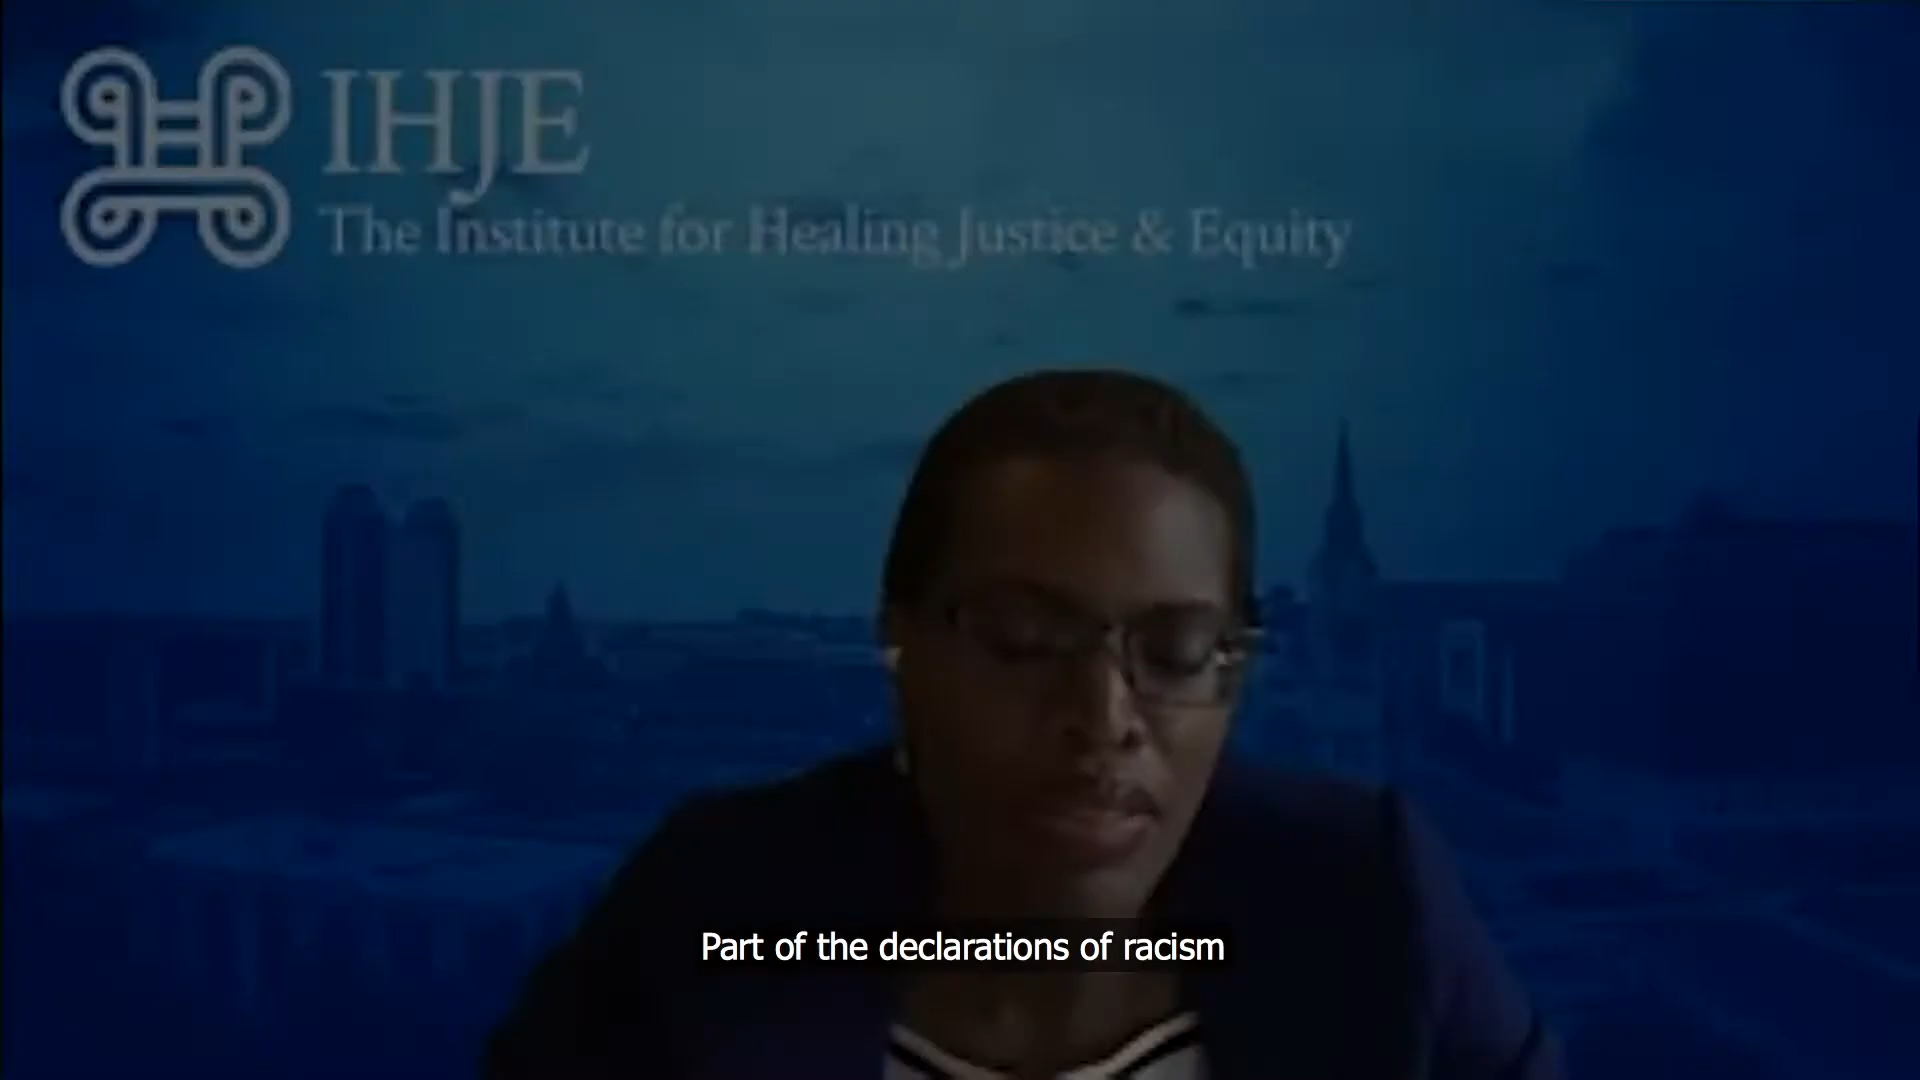 IHJE
The Institute for Healing Justice & Equity
Part of the declarations of racism